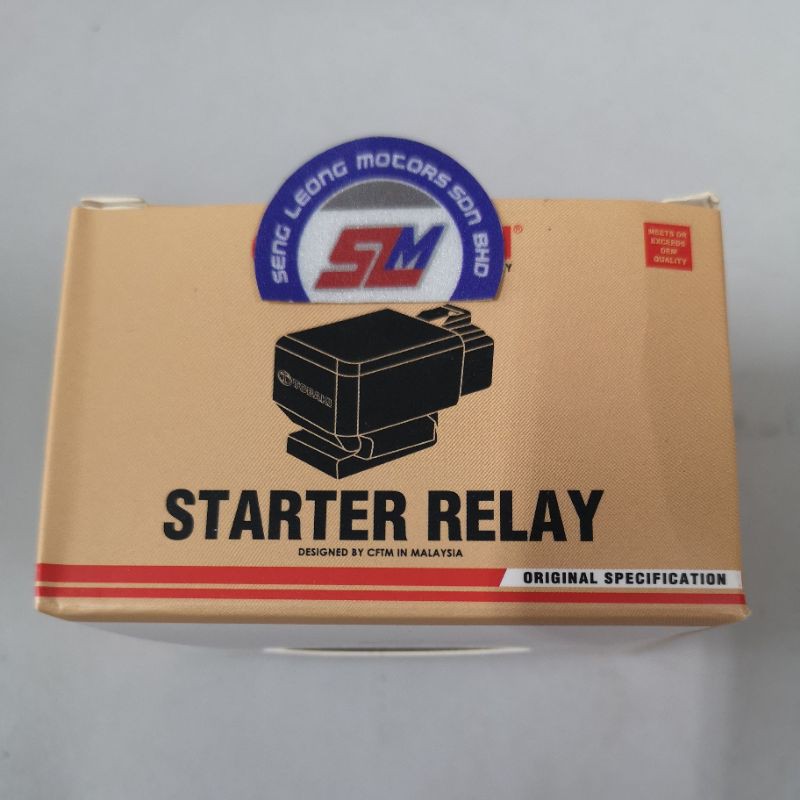 SENG LEONG MOTORS SDN BHD
SLM
®
Y
MEETS OR
EXCEEDS
OEM
QUALITY
TOBAKI
STARTER RELAY
DESIGNED BY CFTM IN MALAYSIA
ORIGINAL SPECIFICATION